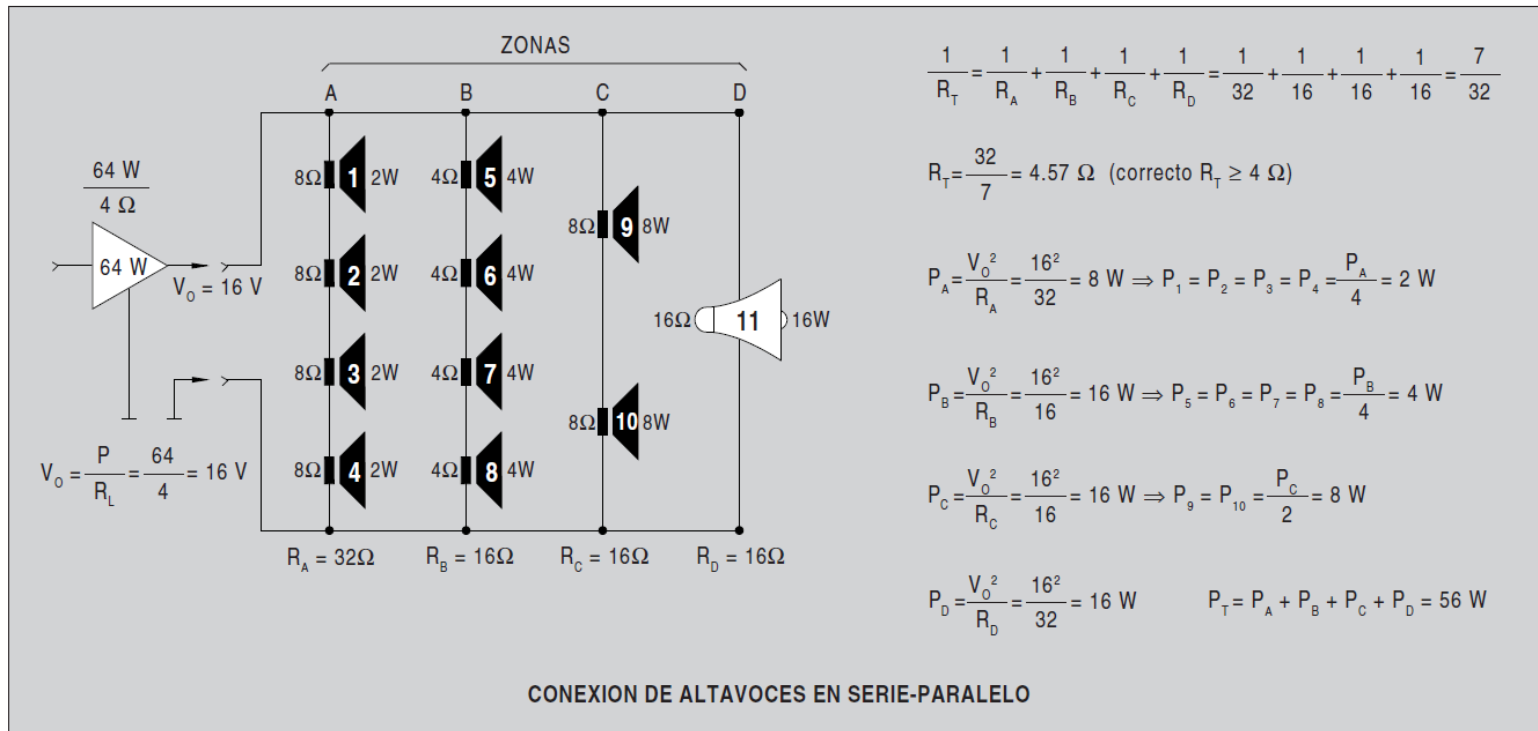 ZONAS
A B C D
64 W
4 Ω
64 W
V_O = 16 V
8Ω 1 2W
8Ω 2 2W
8Ω 3 2W
8Ω 4 2W
4Ω 5 4W
4Ω 6 4W
4Ω 7 4W
4Ω 8 4W
8Ω 9 8W
8Ω 10 8W
16Ω 11 16W
V_O = P/R_L = 64/4 = 16 V
R_A = 32Ω R_B = 16Ω R_C = 16Ω R_D = 16Ω
1/R_T = 1/R_A + 1/R_B + 1/R_C + 1/R_D = 1/32 + 1/16 + 1/16 + 1/16 = 7/32
R_T = 32/7 = 4.57 Ω (correcto R_T ≥ 4 Ω)
P_A = V_O²/R_A = 16²/32 = 8 W ⇒ P_1 = P_2 = P_3 = P_4 = P_A/4 = 2 W
P_B = V_O²/R_B = 16²/16 = 16 W ⇒ P_5 = P_6 = P_7 = P_8 = P_B/4 = 4 W
P_C = V_O²/R_C = 16²/16 = 16 W ⇒ P_9 = P_10 = P_C/2 = 8 W
P_D = V_O²/R_D = 16²/32 = 16 W P_T = P_A + P_B + P_C + P_D = 56 W
CONEXION DE ALTAVOCES EN SERIE-PARALELO